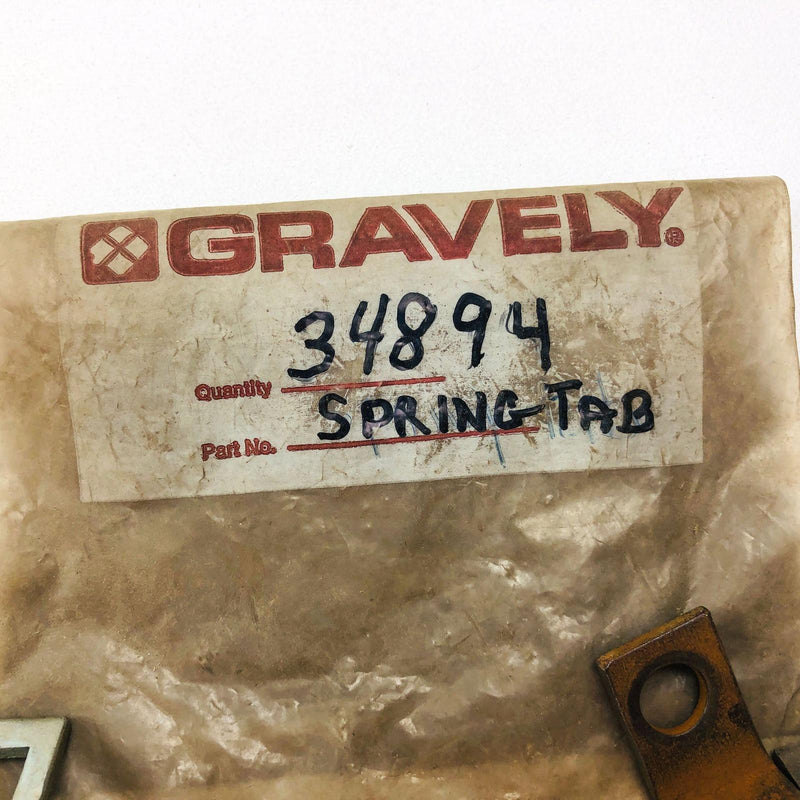 GRAVELY®
34894
Quantity
SPRING TAB
Part No.